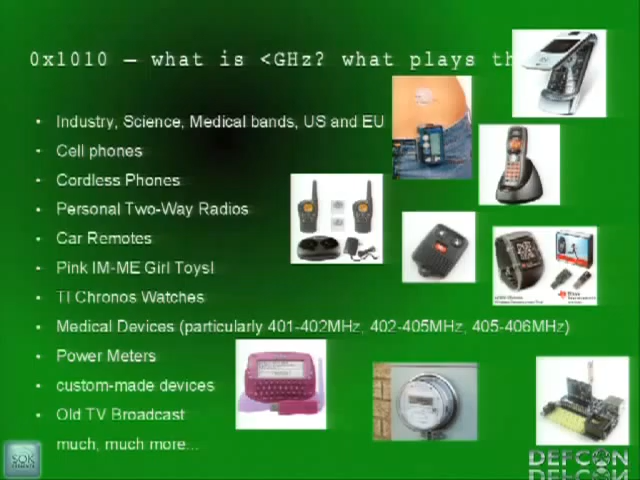 0x1010 – what is <GHz? what plays th
• Industry, Science, Medical bands, US and EU
• Cell phones
• Cordless Phones
• Personal Two-Way Radios
• Car Remotes
• Pink IM-ME Girl Toys!
• TI Chronos Watches
• Medical Devices (particularly 401-402MHz, 402-405MHz, 405-406MHz)
• Power Meters
• custom-made devices
• Old TV Broadcast
much, much more...
DEFCON